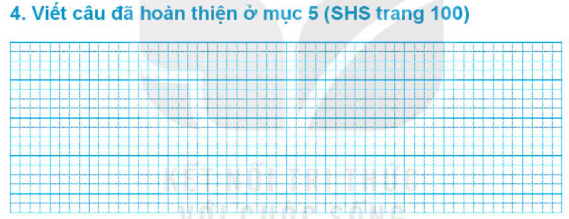 4. Viết câu đã hoàn thiện ở mục 5 (SHS trang 100)
KẾT NỐI TRI THỨC
VỚI CUỘC SỐNG